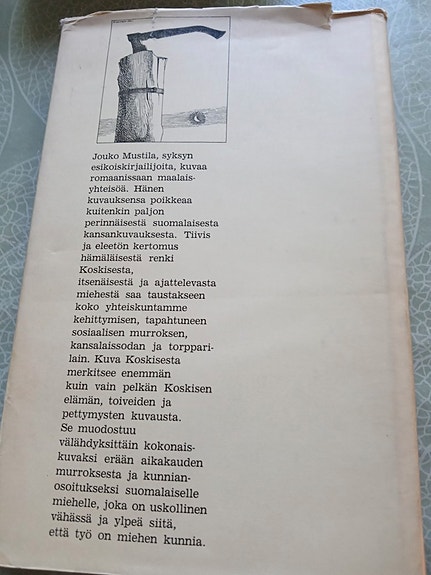 Jouko Mustila, syksyn
esikoiskirjailijoita, kuvaa
romaanissaan maalais-
yhteisöä. Hänen
kuvauksensa poikkeaa
kuitenkin paljon
perinnäisestä suomalaisesta
kansankuvauksesta. Tiivis
ja eleetön kertomus
hämäläisestä renki
Koskisesta,
itsenäisestä ja ajattelevasta
miehestä saa taustakseen
koko yhteiskuntamme
kehittymisen, tapahtuneen
sosiaalisen murroksen,
kansalaissodan ja torppari-
lain. Kuva Koskisesta
merkitsee enemmän
kuin vain pelkän Koskisen
elämän, toiveiden ja
pettymysten kuvausta.
Se muodostuu
välähdyksittäin kokonais-
kuvaksi erään aikakauden
murroksesta ja kunnian-
osoitukseksi suomalaiselle
miehelle, joka on uskollinen
vähässä ja ylpeä siitä,
että työ on miehen kunnia.